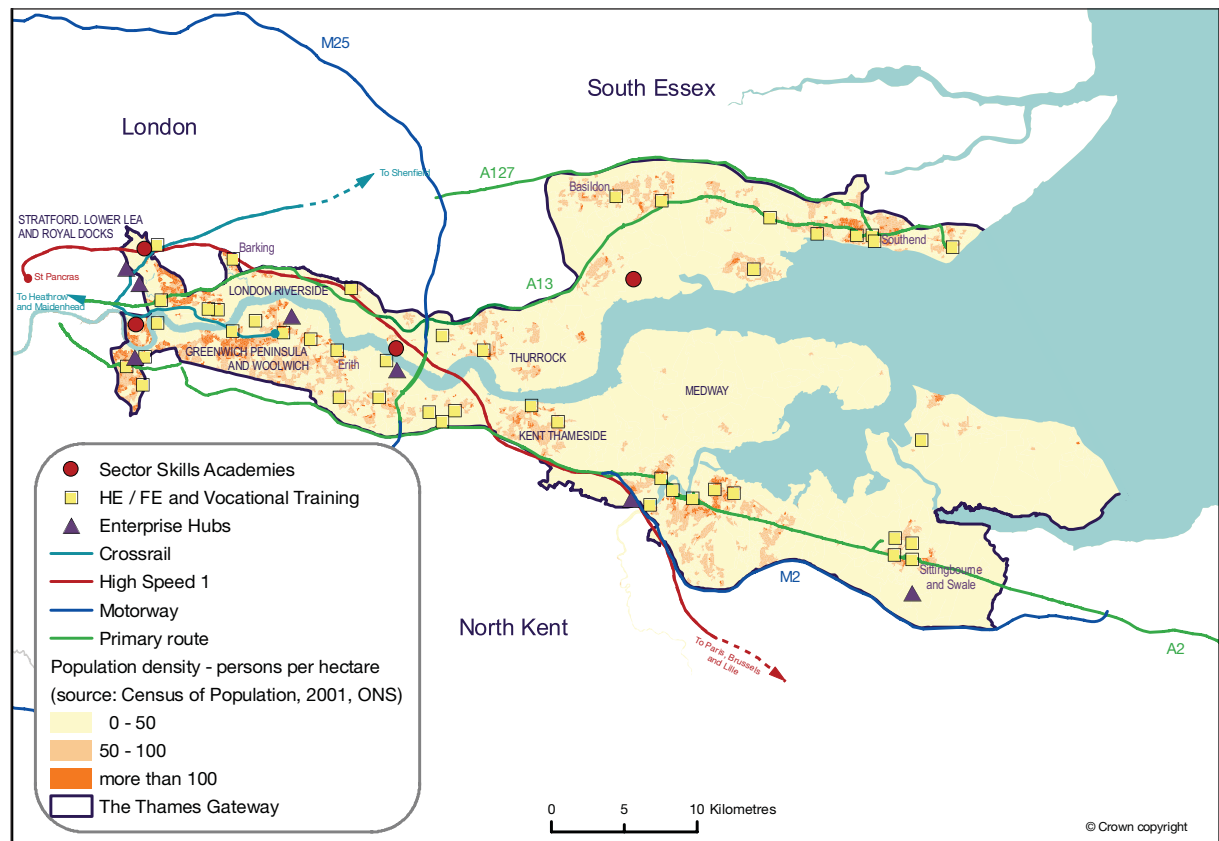 M25
South Essex
London
To Shenfield
A127
Basildon
STRATFORD. LOWER LEA
AND ROYAL DOCKS
Barking
Southend
St Pancras
To Heathrow
and Maidenhead
LONDON RIVERSIDE
A13
GREENWICH PENINSULA
AND WOOLWICH
Erith
THURROCK
MEDWAY
KENT THAMESIDE
Sector Skills Academies
HE / FE and Vocational Training
Enterprise Hubs
Crossrail
High Speed 1
Motorway
Primary route
Population density - persons per hectare
(source: Census of Population, 2001, ONS)
0 - 50
50 - 100
more than 100
The Thames Gateway
M2
Sittingbourne
and Swale
North Kent
To Paris, Brussels
and Lille
A2
0 5 10 Kilometres
© Crown copyright